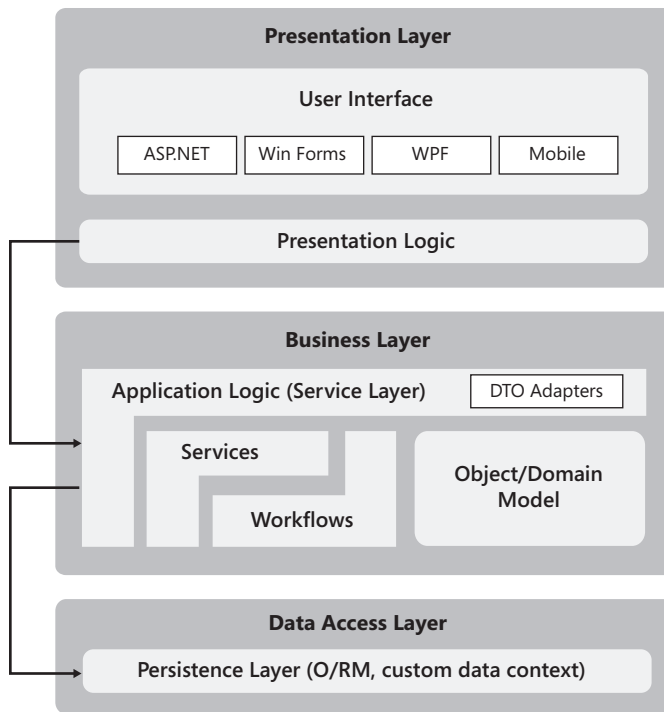 Presentation Layer
User Interface
ASP.NET Win Forms WPF Mobile
Presentation Logic
Business Layer
Application Logic (Service Layer) DTO Adapters
Services
Object/Domain
Model
Workflows
Data Access Layer
Persistence Layer (O/RM, custom data context)